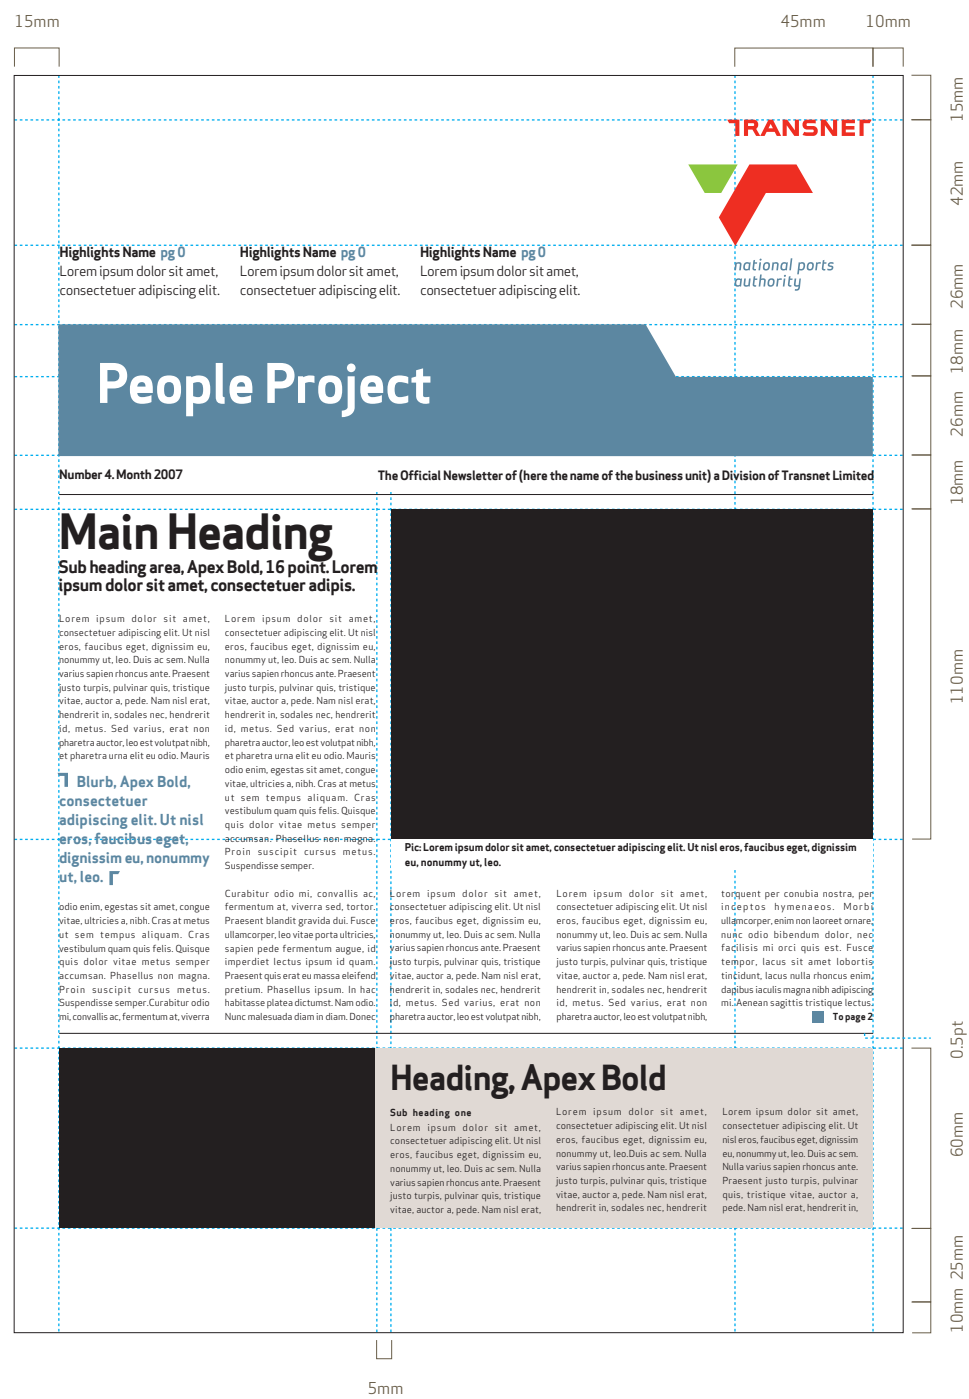 15mm
45mm
10mm
15mm
42mm
26mm
18mm
26mm
18mm
110mm
0.5pt
60mm
25mm
10mm
5mm
TRANSNET
national ports
authority
Highlights Name pg 0
Lorem ipsum dolor sit amet,
consectetuer adipiscing elit.
Highlights Name pg 0
Lorem ipsum dolor sit amet,
consectetuer adipiscing elit.
Highlights Name pg 0
Lorem ipsum dolor sit amet,
consectetuer adipiscing elit.
People Project
Number 4. Month 2007
The Official Newsletter of (here the name of the business unit) a Division of Transnet Limited
Main Heading
Sub heading area, Apex Bold, 16 point. Lorem
ipsum dolor sit amet, consectetuer adipis.
Lorem ipsum dolor sit amet,
consectetuer adipiscing elit. Ut nisl
eros, faucibus eget, dignissim eu,
nonummy ut, leo. Duis ac sem. Nulla
varius sapien rhoncus ante. Praesent
justo turpis, pulvinar quis, tristique
vitae, auctor a, pede. Nam nisl erat,
hendrerit in, sodales nec, hendrerit
id, metus. Sed varius, erat non
pharetra auctor, leo est volutpat nibh,
et pharetra urna elit eu odio. Mauris
Blurb, Apex Bold,
consectetuer
adipiscing elit. Ut nisl
eros, faucibus eget,
dignissim eu, nonummy
ut, leo.
odio enim, egestas sit amet, congue
vitae, ultricies a, nibh. Cras at metus
ut sem tempus aliquam. Cras
vestibulum quam quis felis. Quisque
quis dolor vitae metus semper
accumsan. Phasellus non magna.
Proin suscipit cursus metus.
Suspendisse semper.Curabitur odio
mi, convallis ac, fermentum at, viverra
Lorem ipsum dolor sit amet,
consectetuer adipiscing elit. Ut nisl
eros, faucibus eget, dignissim eu,
nonummy ut, leo. Duis ac sem. Nulla
varius sapien rhoncus ante. Praesent
justo turpis, pulvinar quis, tristique
vitae, auctor a, pede. Nam nisl erat,
hendrerit in, sodales nec, hendrerit
id, metus. Sed varius, erat non
pharetra auctor, leo est volutpat nibh,
et pharetra urna elit eu odio. Mauris
odio enim, egestas sit amet, congue
vitae, ultricies a, nibh. Cras at metus
ut sem tempus aliquam. Cras
vestibulum quam quis felis. Quisque
quis dolor vitae metus semper
accumsan. Phasellus non magna.
Proin suscipit cursus metus.
Suspendisse semper.
Curabitur odio mi, convallis ac,
fermentum at, viverra sed, tortor.
Praesent blandit gravida dui. Fusce
ullamcorper, leo vitae porta ultricies,
sapien pede fermentum augue, id
imperdiet lectus ipsum id quam.
Praesent quis erat eu massa eleifend
pretium. Phasellus ipsum. In hac
habitasse platea dictumst. Nam odio.
Nunc malesuada diam in diam. Donec
Pic: Lorem ipsum dolor sit amet, consectetuer adipiscing elit. Ut nisl eros, faucibus eget, dignissim
eu, nonummy ut, leo.
Lorem ipsum dolor sit amet,
consectetuer adipiscing elit. Ut nisl
eros, faucibus eget, dignissim eu,
nonummy ut, leo. Duis ac sem. Nulla
varius sapien rhoncus ante. Praesent
justo turpis, pulvinar quis, tristique
vitae, auctor a, pede. Nam nisl erat,
hendrerit in, sodales nec, hendrerit
id, metus. Sed varius, erat non
pharetra auctor, leo est volutpat nibh,
Lorem ipsum dolor sit amet,
consectetuer adipiscing elit. Ut nisl
eros, faucibus eget, dignissim eu,
nonummy ut, leo. Duis ac sem. Nulla
varius sapien rhoncus ante. Praesent
justo turpis, pulvinar quis, tristique
vitae, auctor a, pede. Nam nisl erat,
hendrerit in, sodales nec, hendrerit
id, metus. Sed varius, erat non
pharetra auctor, leo est volutpat nibh,
torquent per conubia nostra, per
inceptos hymenaeos. Morbi
ullamcorper, enim non laoreet ornare,
nunc odio bibendum dolor, nec
facilisis mi orci quis est. Fusce
tempor, lacus sit amet lobortis
tincidunt, lacus nulla rhoncus enim,
dapibus iaculis magna nibh adipiscing
mi. Aenean sagittis tristique lectus.
To page 2
Heading, Apex Bold
Sub heading one
Lorem ipsum dolor sit amet,
consectetuer adipiscing elit. Ut nisl
eros, faucibus eget, dignissim eu,
nonummy ut, leo. Duis ac sem. Nulla
varius sapien rhoncus ante. Praesent
justo turpis, pulvinar quis, tristique
vitae, auctor a, pede. Nam nisl erat,
Lorem ipsum dolor sit amet,
consectetuer adipiscing elit. Ut nisl
eros, faucibus eget, dignissim eu,
nonummy ut, leo.Duis ac sem. Nulla
varius sapien rhoncus ante. Praesent
justo turpis, pulvinar quis, tristique
vitae, auctor a, pede. Nam nisl erat,
hendrerit in, sodales nec, hendrerit
Lorem ipsum dolor sit amet,
consectetuer adipiscing elit. Ut
nisl eros, faucibus eget, dignissim
eu, nonummy ut, leo. Duis ac sem.
Nulla varius sapien rhoncus ante.
Praesent justo turpis, pulvinar
quis, tristique vitae, auctor a,
pede. Nam nisl erat, hendrerit in,